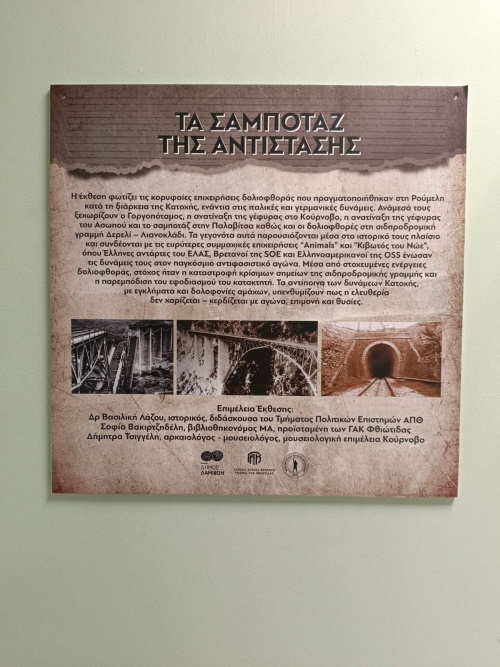 ΤΑ ΣΑΜΠΟΤΑΖ
ΤΗΣ ΑΝΤΙΣΤΑΣΗΣ
Η έκθεση φωτίζει τις κορυφαίες επιχειρήσεις δολιοφθοράς που πραγματοποιήθηκαν στη Ρούμελη
κατά τη διάρκεια της Κατοχής, ενάντια στις ιταλικές και γερμανικές δυνάμεις. Ανάμεσά τους
ξεχωρίζουν ο Γοργοπόταμος, η ανατίναξη της γέφυρας στο Κούρνοβο, η ανατίναξη της γέφυρας
του Ασωπού και το σαμποτάζ στην Παλαβίτσα καθώς και οι δολιοφθορές στη σιδηροδρομική
γραμμή Δερελί – Λιανοκλάδι. Τα γεγονότα αυτά παρουσιάζονται μέσα στο ιστορικό τους πλαίσιο
και συνδέονται με τις ευρύτερες συμμαχικές επιχειρήσεις "Animals" και "Κιβωτός του Νώε",
όπου Έλληνες αντάρτες του ΕΛΑΣ, Βρετανοί της SOE και Ελληνοαμερικανοί της OSS ένωσαν
τις δυνάμεις τους στον παγκόσμιο αντιφασιστικό αγώνα. Μέσα από στοχευμένες ενέργειες
δολιοφθοράς, στόχος ήταν η καταστροφή κρίσιμων σημείων της σιδηροδρομικής γραμμής και
η παρεμπόδιση του εφοδιασμού του κατακτητή. Τα αντίποινα των δυνάμεων Κατοχής,
με εγκλήματα και δολοφονίες αμάχων, υπενθυμίζουν πως η ελευθερία
δεν χαρίζεται – κερδίζεται με αγώνα, επιμονή και θυσίες.
Επιμέλεια Έκθεσης:
Δρ Βασιλική Λάζου, ιστορικός, διδάσκουσα του Τμήματος Πολιτικών Επιστημών ΑΠΘ
Σοφία Βακιρτζηδέλη, βιβλιοθηκονόμος ΜΑ, προϊσταμένη των ΓΑΚ Φθιώτιδας
Δήμητρα Τσιγγέλη, αρχαιολόγος - μουσειολόγος, μουσειολογική επιμέλεια Κούρνοβο
ΔΗΜΟΣ
ΛΑΜΙΕΩΝ